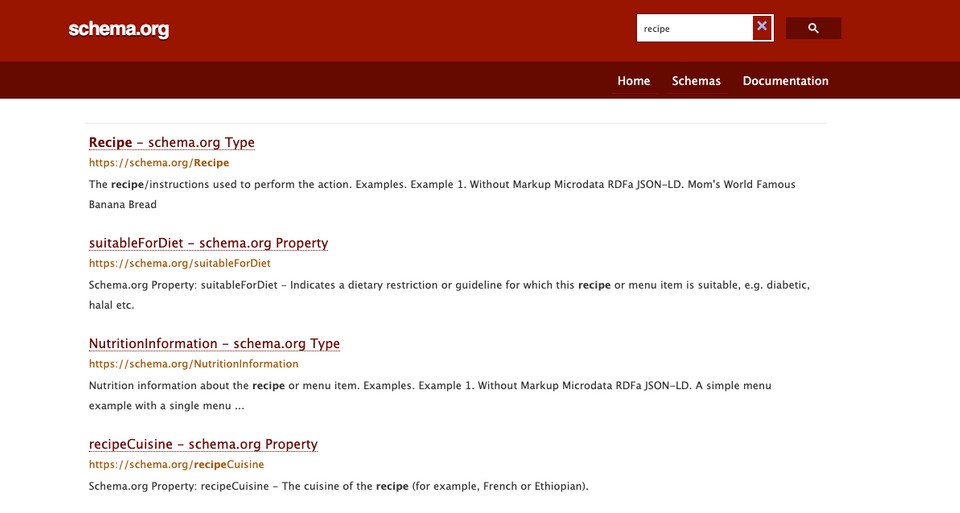 schema.org
recipe
Home Schemas Documentation
Recipe - schema.org Type
https://schema.org/Recipe
The recipe/instructions used to perform the action. Examples. Example 1. Without Markup Microdata RDFa JSON-LD. Mom's World Famous
Banana Bread
suitableForDiet - schema.org Property
https://schema.org/suitableForDiet
Schema.org Property: suitableForDiet - Indicates a dietary restriction or guideline for which this recipe or menu item is suitable, e.g. diabetic,
halal etc.
NutritionInformation - schema.org Type
https://schema.org/NutritionInformation
Nutrition information about the recipe or menu item. Examples. Example 1. Without Markup Microdata RDFa JSON-LD. A simple menu
example with a single menu ...
recipeCuisine - schema.org Property
https://schema.org/recipeCuisine
Schema.org Property: recipeCuisine - The cuisine of the recipe (for example, French or Ethiopian).